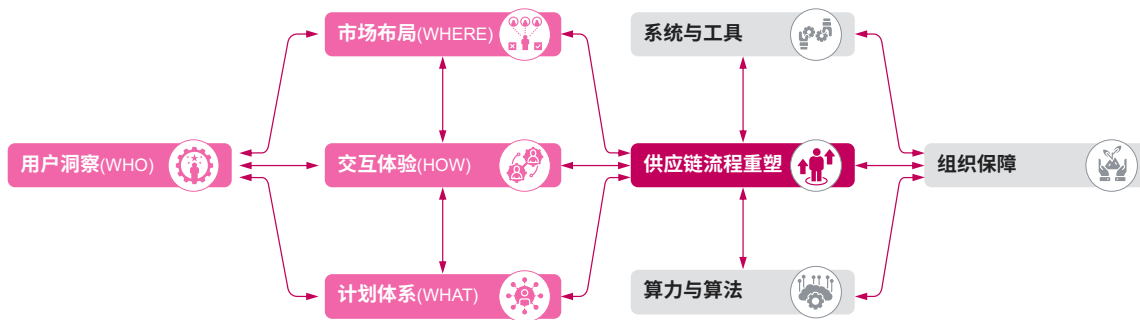 市场布局(WHERE)
系统与工具
用户洞察(WHO)
交互体验(HOW)
供应链流程重塑
组织保障
计划体系(WHAT)
算力与算法